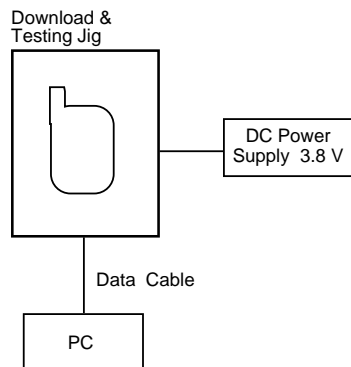 Download &
Testing Jig
DC Power
Supply 3.8 V
Data Cable
PC